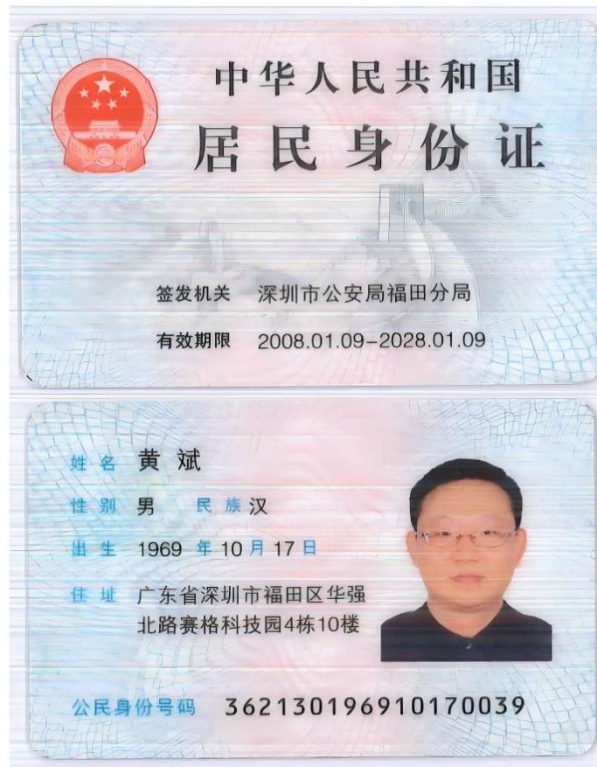 中华人民共和国
居民身份证
签发机关 深圳市公安局福田分局
有效期限 2008.01.09-2028.01.09
姓名 黄斌
性别 男 民族 汉
出生 1969 年 10 月 17 日
住址 广东省深圳市福田区华强
北路赛格科技园4栋10楼
公民身份号码 362130196910170039